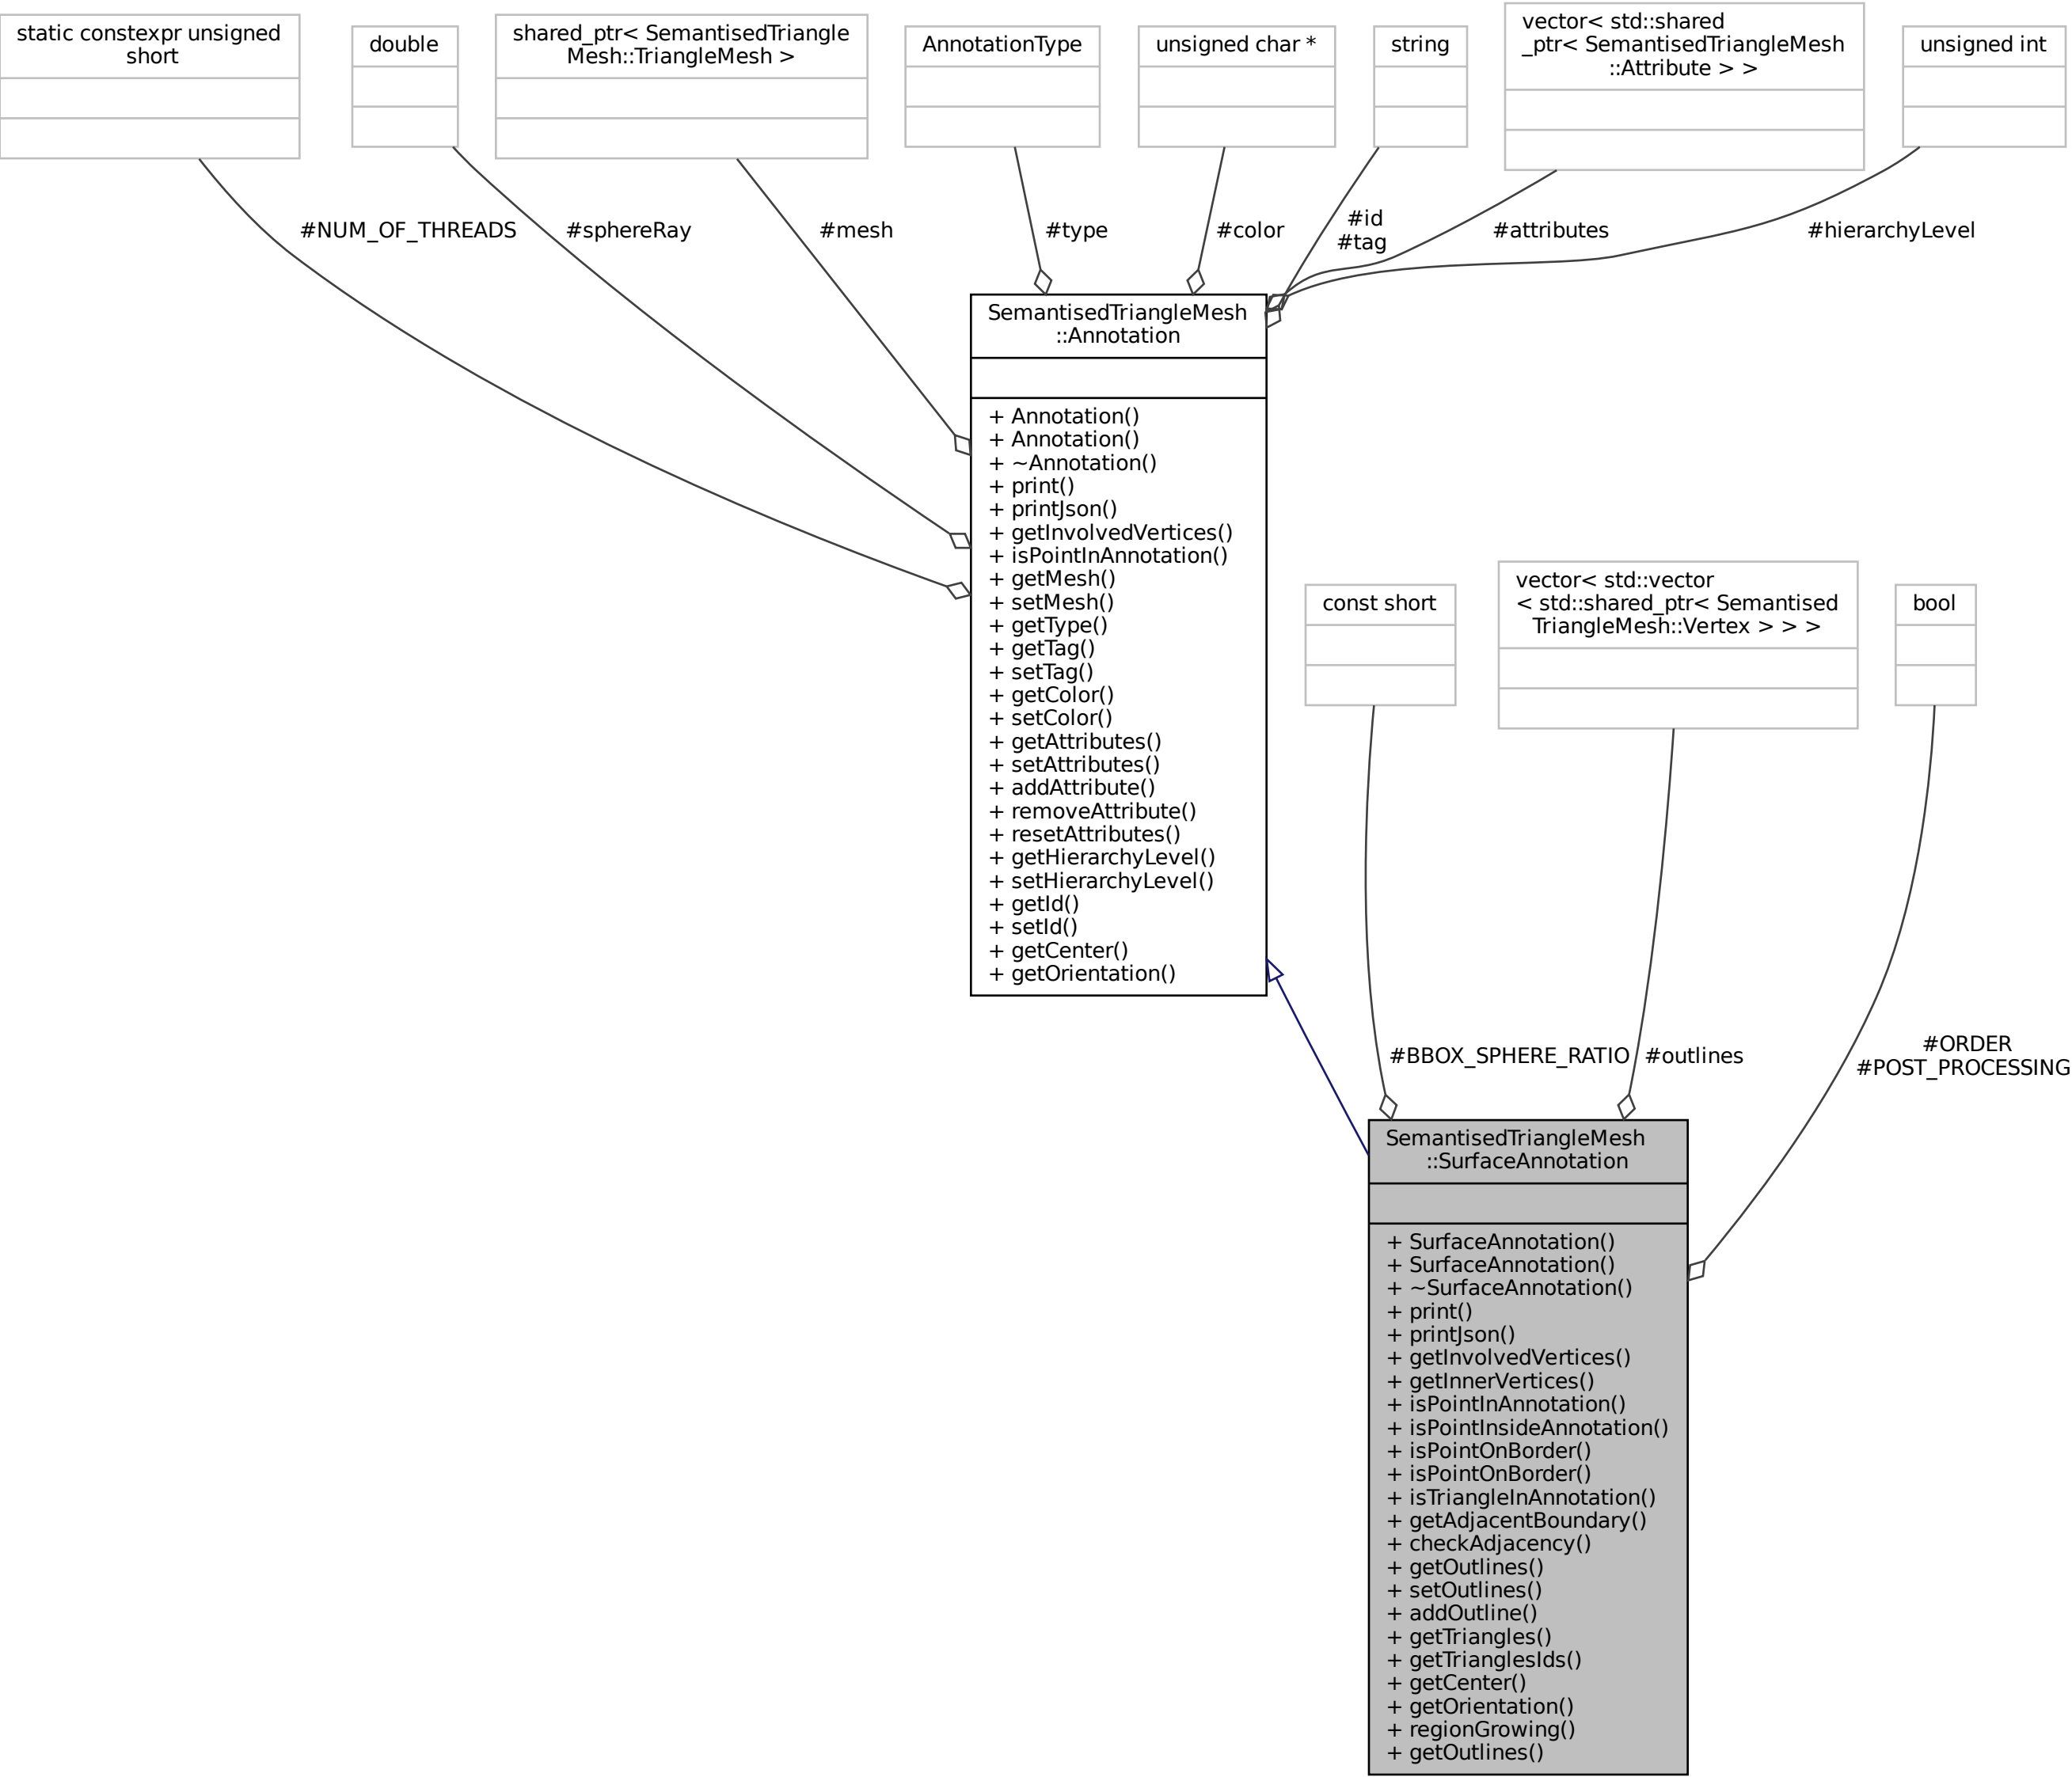 static constexpr unsigned
short
double
shared_ptr< SemantisedTriangle
Mesh::TriangleMesh >
AnnotationType
unsigned char *
string
vector< std::shared
_ptr< SemantisedTriangleMesh
::Attribute > >
unsigned int
#NUM_OF_THREADS
#sphereRay
#mesh
#type
#color
#id
#tag
#attributes
#hierarchyLevel
SemantisedTriangleMesh
::Annotation
+ Annotation()
+ Annotation()
+ ~Annotation()
+ print()
+ printJson()
+ getInvolvedVertices()
+ isPointInAnnotation()
+ getMesh()
+ setMesh()
+ getType()
+ getTag()
+ setTag()
+ getColor()
+ setColor()
+ getAttributes()
+ setAttributes()
+ addAttribute()
+ removeAttribute()
+ resetAttributes()
+ getHierarchyLevel()
+ setHierarchyLevel()
+ getId()
+ setId()
+ getCenter()
+ getOrientation()
const short
vector< std::vector
< std::shared_ptr< Semantised
TriangleMesh::Vertex > > >
bool
#BBOX_SPHERE_RATIO
#outlines
#ORDER
#POST_PROCESSING
SemantisedTriangleMesh
::SurfaceAnnotation
+ SurfaceAnnotation()
+ SurfaceAnnotation()
+ ~SurfaceAnnotation()
+ print()
+ printJson()
+ getInvolvedVertices()
+ getInnerVertices()
+ isPointInAnnotation()
+ isPointInsideAnnotation()
+ isPointOnBorder()
+ isPointOnBorder()
+ isTriangleInAnnotation()
+ getAdjacentBoundary()
+ checkAdjacency()
+ getOutlines()
+ setOutlines()
+ addOutline()
+ getTriangles()
+ getTrianglesIds()
+ getCenter()
+ getOrientation()
+ regionGrowing()
+ getOutlines()